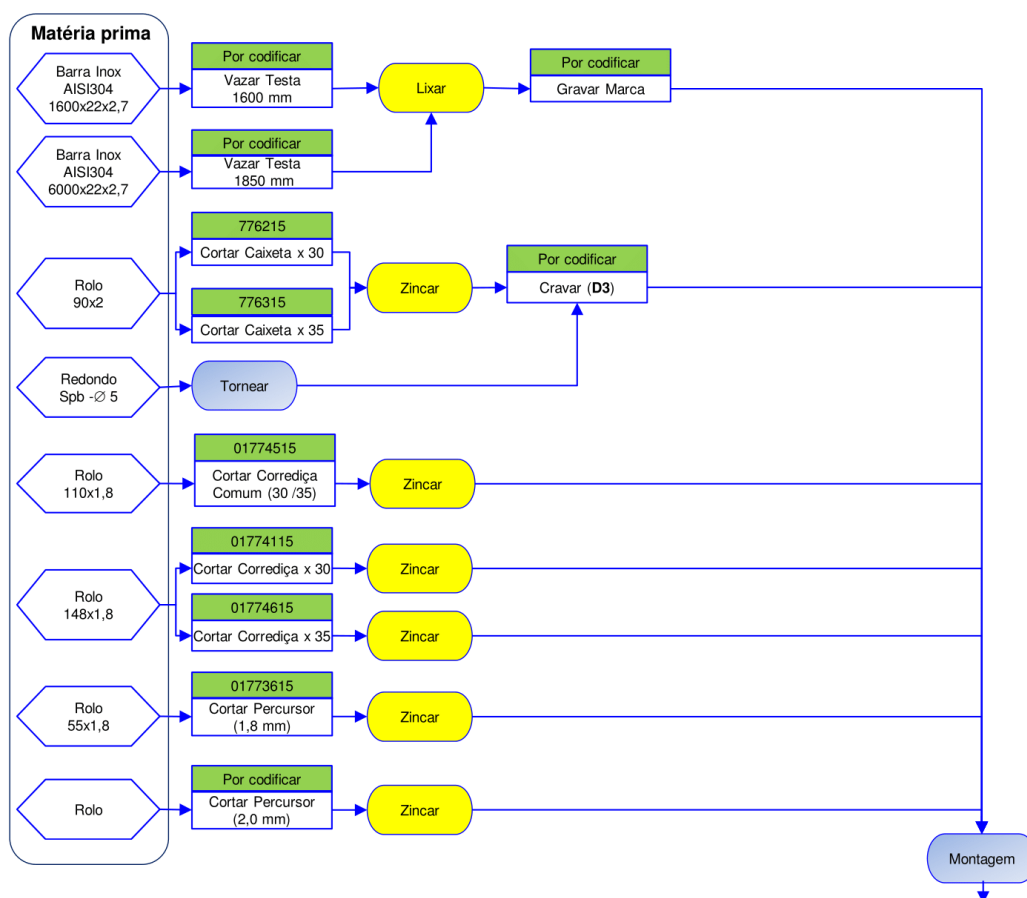 Matéria prima
Barra Inox
AISI304
1600x22x2,7
Por codificar
Vazar Testa
1600 mm
Lixar
Por codificar
Gravar Marca
Barra Inox
AISI304
6000x22x2,7
Por codificar
Vazar Testa
1850 mm
Rolo
90x2
776215
Cortar Caixeta x 30
776315
Cortar Caixeta x 35
Zincar
Por codificar
Cravar (D3)
Redondo
Spb -∅ 5
Tornear
Rolo
110x1,8
01774515
Cortar Corrediça
Comum (30 /35)
Zincar
Rolo
148x1,8
01774115
Cortar Corrediça x 30
Zincar
01774615
Cortar Corrediça x 35
Zincar
Rolo
55x1,8
01773615
Cortar Percursor
(1,8 mm)
Zincar
Rolo
Por codificar
Cortar Percursor
(2,0 mm)
Zincar
Montagem